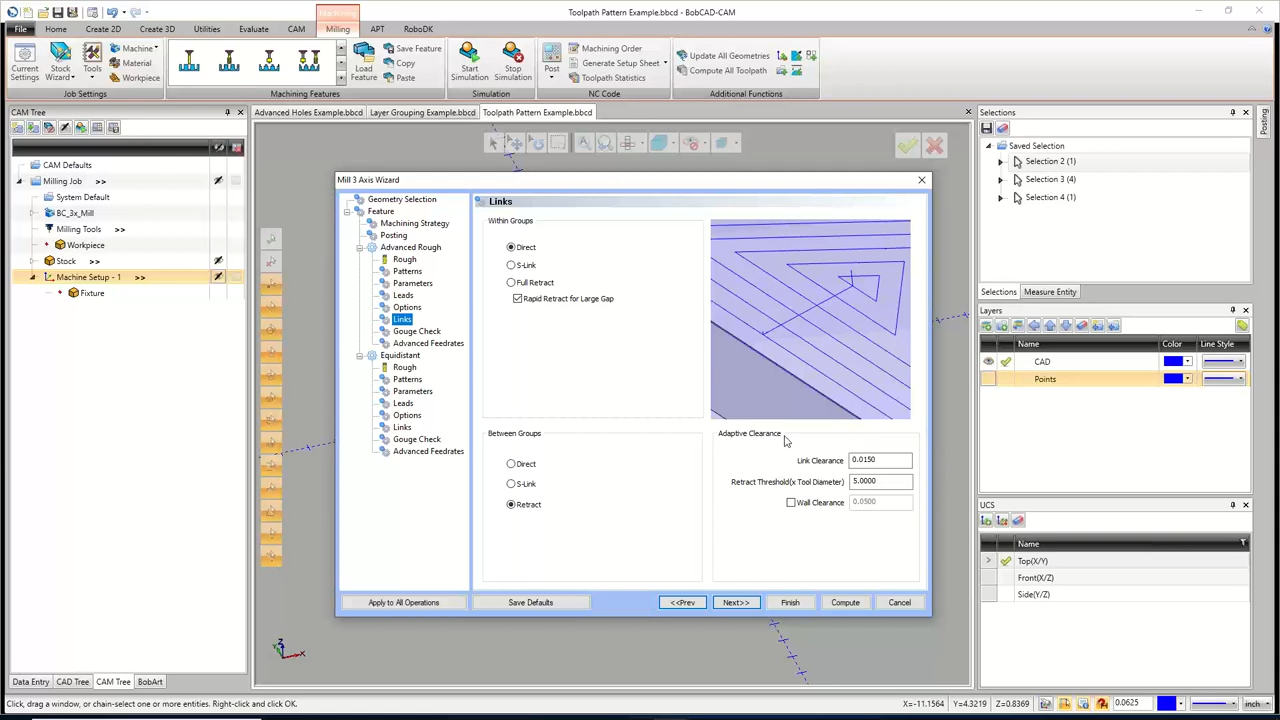 Toolpath Pattern Example.bbcd - BobCAD-CAM
Machining
File Home Create 2D Create 3D Utilities Evaluate CAM Milling APT RoboDK
Current Settings
Stock Wizard
Tools
Machine
Material
Workpiece
Load Feature
Save Feature
Copy
Paste
Start Simulation
Stop Simulation
Post
Machining Order
Generate Setup Sheet
Toolpath Statistics
Update All Geometries
Compute All Toolpath
Job Settings
Machining Features
Simulation
NC Code
Additional Functions
CAM Tree
CAM Defaults
Milling Job >>
System Default
BC_3x_Mill
Milling Tools >>
Workpiece
Stock >>
Machine Setup - 1 >>
Fixture
Data Entry CAD Tree CAM Tree BobArt
Advanced Holes Example.bbcd Layer Grouping Example.bbcd Toolpath Pattern Example.bbcd
Mill 3 Axis Wizard
Geometry Selection
Feature
Machining Strategy
Posting
Advanced Rough
Rough
Patterns
Parameters
Leads
Options
Links
Gouge Check
Advanced Feedrates
Equidistant
Rough
Patterns
Parameters
Leads
Options
Links
Gouge Check
Advanced Feedrates
Links
Within Groups
Direct
S-Link
Full Retract
Rapid Retract for Large Gap
Between Groups
Direct
S-Link
Retract
Adaptive Clearance
Link Clearance 0.0150
Retract Threshold(x Tool Diameter) 5.0000
Wall Clearance 0.0500
Apply to All Operations Save Defaults <<Prev Next>> Finish Compute Cancel
Z
X
Selections
Saved Selection
Selection 2 (1)
Selection 3 (4)
Selection 4 (1)
Selections Measure Entity
Layers
Name Color Line Style
CAD
Points
UCS
Name
Top(X/Y)
Front(X/Z)
Side(Y/Z)
Posting
Click, drag a window, or chain-select one or more entities. Right-click and click OK.
X=-11.1564 Y=4.3219 Z=0.8369 0.0625 inch